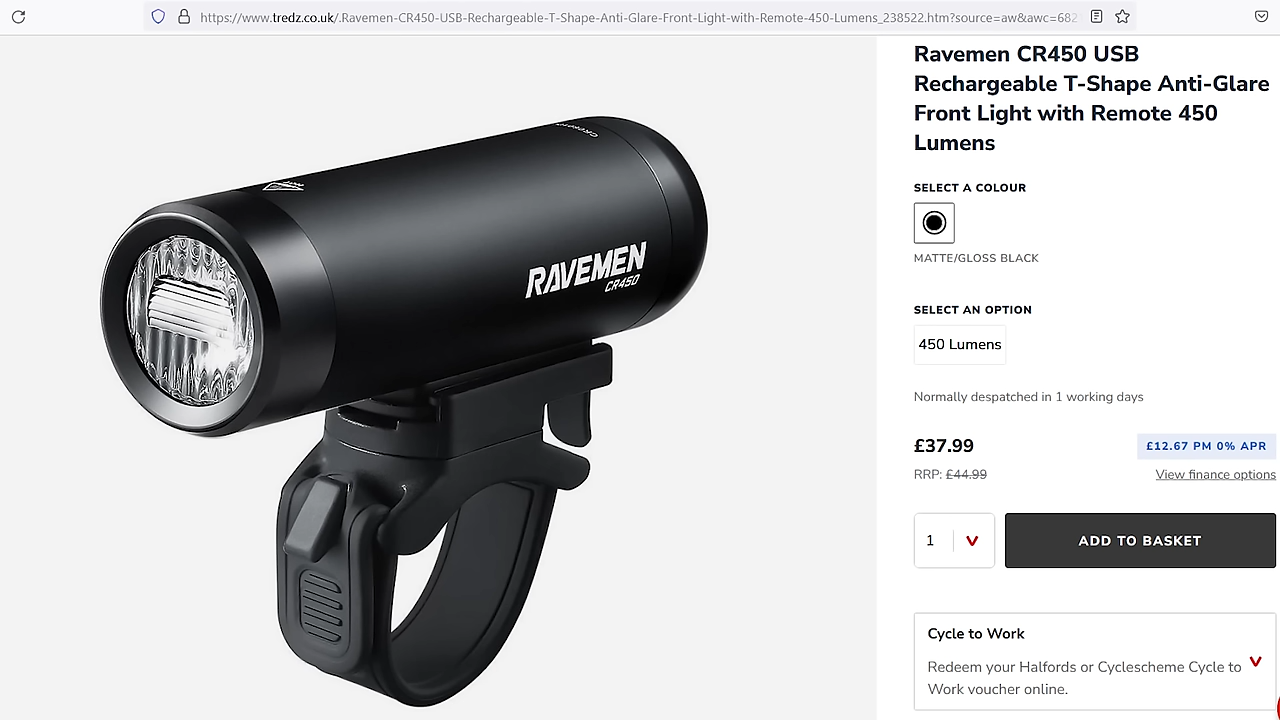 https://www.tredz.co.uk/.Ravemen-CR450-USB-Rechargeable-T-Shape-Anti-Glare-Front-Light-with-Remote-450-Lumens_238522.htm?source=aw&awc=682
Ravemen CR450 USB
Rechargeable T-Shape Anti-Glare
Front Light with Remote 450
Lumens
SELECT A COLOUR
MATTE/GLOSS BLACK
SELECT AN OPTION
450 Lumens
Normally despatched in 1 working days
£37.99
£12.67 PM 0% APR
RRP: £44.99
View finance options
1
ADD TO BASKET
Cycle to Work
Redeem your Halfords or Cyclescheme Cycle to
Work voucher online.
RAVEMEN
CR450